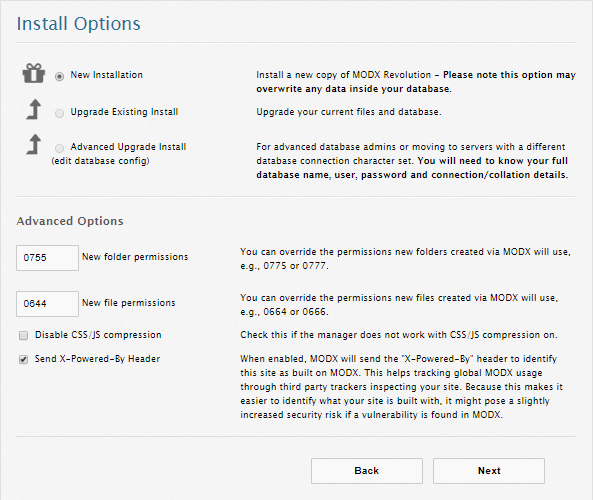 Install Options
New Installation
Install a new copy of MODX Revolution – Please note this option may
overwrite any data inside your database.
Upgrade Existing Install
Upgrade your current files and database.
Advanced Upgrade Install
(edit database config)
For advanced database admins or moving to servers with a different
database connection character set. You will need to know your full
database name, user, password and connection/collation details.
Advanced Options
0755
New folder permissions
You can override the permissions new folders created via MODX will use,
e.g., 0775 or 0777.
0644
New file permissions
You can override the permissions new files created via MODX will use,
e.g., 0664 or 0666.
Disable CSS/JS compression
Check this if the manager does not work with CSS/JS compression on.
Send X-Powered-By Header
When enabled, MODX will send the "X-Powered-By" header to identify
this site as built on MODX. This helps tracking global MODX usage
through third party trackers inspecting your site. Because this makes it
easier to identify what your site is built with, it might pose a slightly
increased security risk if a vulnerability is found in MODX.
Back
Next